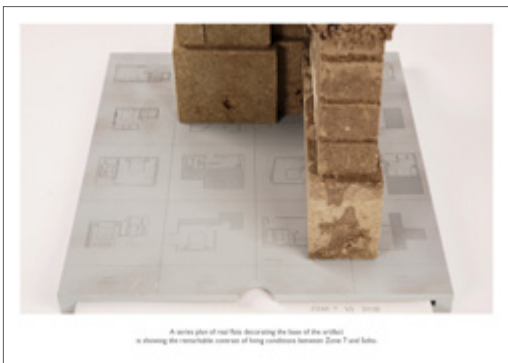 A series plan of real flats decorating the base of the artifact
is showing the remarkable contrast of living conditions between Zone 7 and Soho.